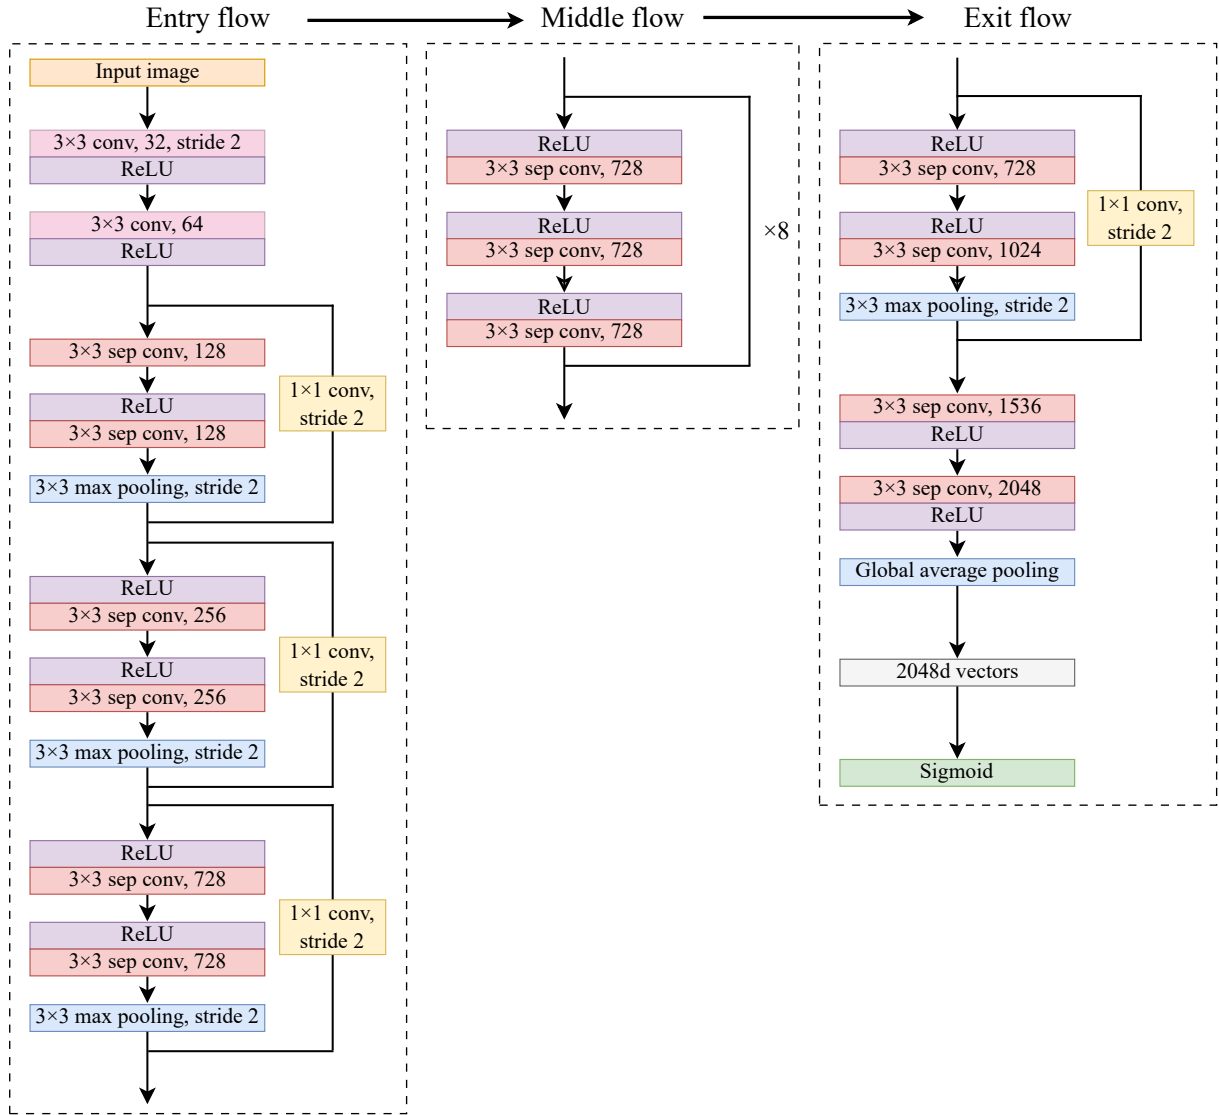 Entry flow
Middle flow
Exit flow
Input image
3×3 conv, 32, stride 2
ReLU
3×3 conv, 64
ReLU
3×3 sep conv, 128
ReLU
3×3 sep conv, 128
3×3 max pooling, stride 2
1×1 conv,
stride 2
ReLU
3×3 sep conv, 256
ReLU
3×3 sep conv, 256
3×3 max pooling, stride 2
1×1 conv,
stride 2
ReLU
3×3 sep conv, 728
ReLU
3×3 sep conv, 728
3×3 max pooling, stride 2
1×1 conv,
stride 2
ReLU
3×3 sep conv, 728
ReLU
3×3 sep conv, 728
ReLU
3×3 sep conv, 728
×8
ReLU
3×3 sep conv, 728
ReLU
3×3 sep conv, 1024
3×3 max pooling, stride 2
1×1 conv,
stride 2
3×3 sep conv, 1536
ReLU
3×3 sep conv, 2048
ReLU
Global average pooling
2048d vectors
Sigmoid